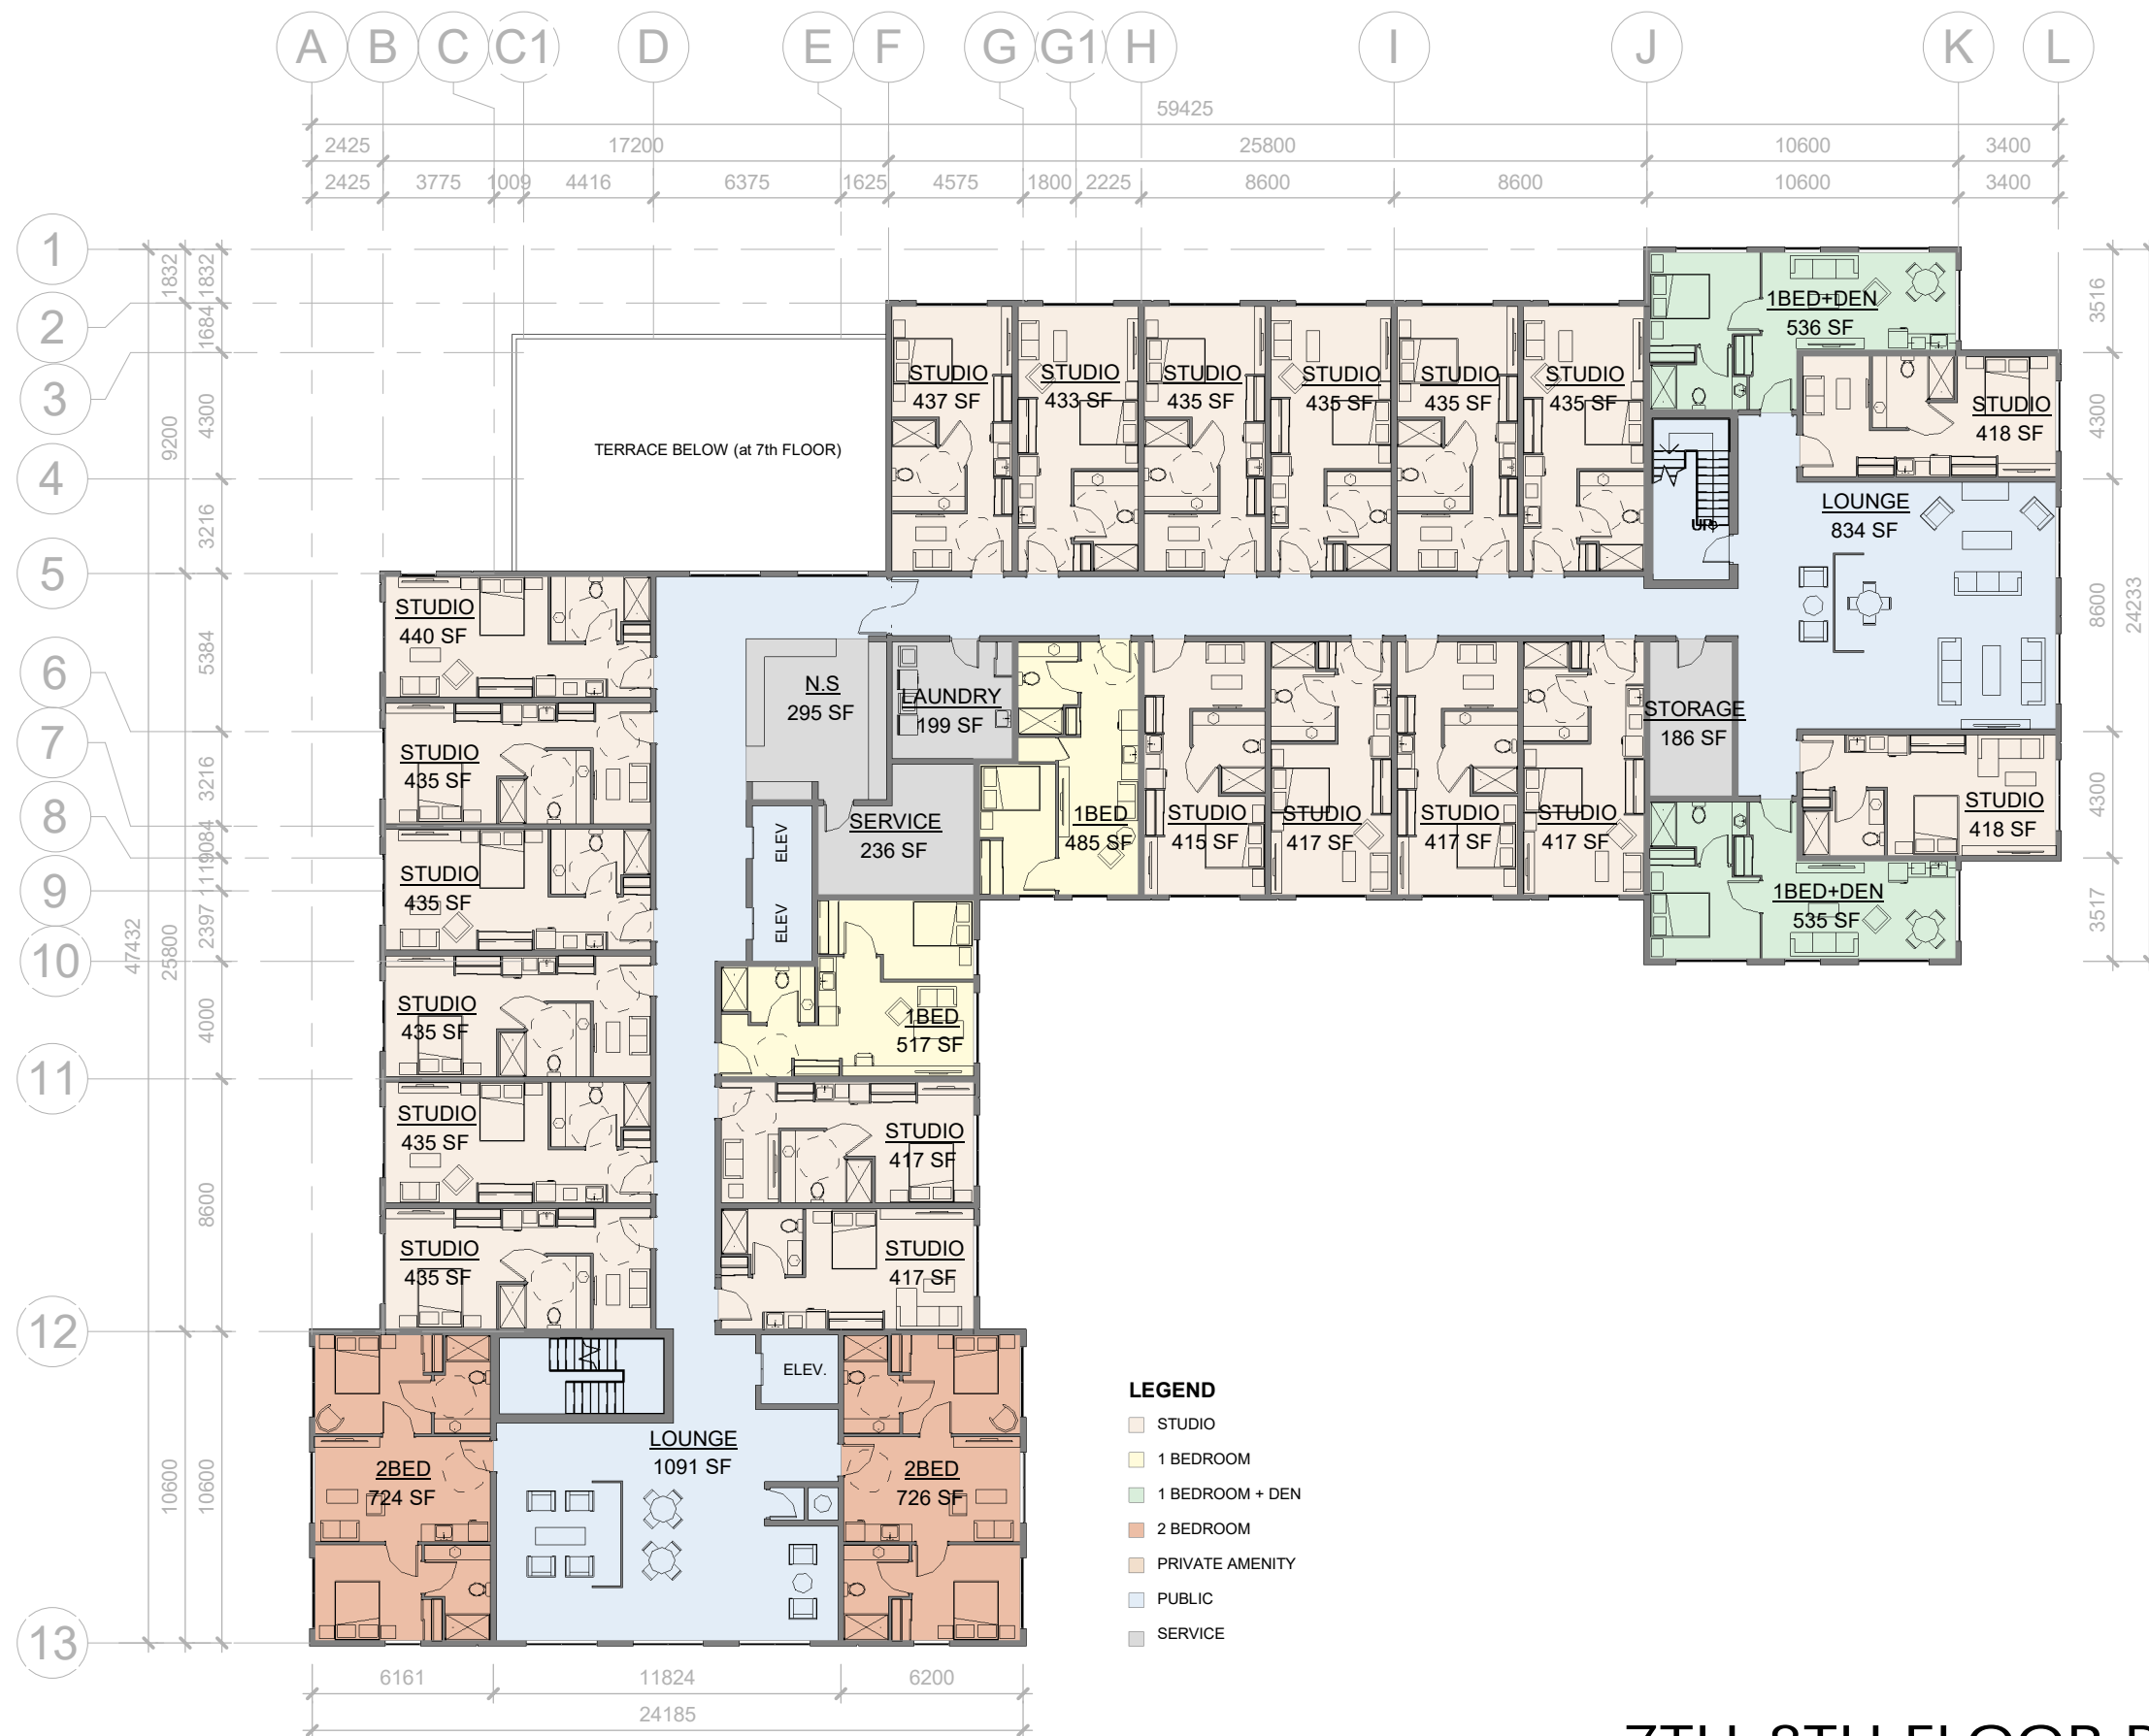 A B C C1 D E F G G1 H I J K L
59425
2425 17200 25800 10600 3400
2425 3775 1009 4416 6375 1625 4575 1800 2225 8600 8600 10600 3400
1
2
3
4
5
6
7
8
9
10
11
12
13
1832 1832
1684
9200 4300
3216
5384
3216
1084
1119
2397
47432 25800
4000
8600
10600 10600
3516
4300
8600 24233
4300
3517
TERRACE BELOW (at 7th FLOOR)
STUDIO
437 SF
STUDIO
433 SF
STUDIO
435 SF
STUDIO
435 SF
STUDIO
435 SF
STUDIO
435 SF
1BED+DEN
536 SF
STUDIO
418 SF
UP
LOUNGE
834 SF
STUDIO
440 SF
STUDIO
435 SF
STUDIO
435 SF
STUDIO
435 SF
STUDIO
435 SF
STUDIO
435 SF
N.S
295 SF
LAUNDRY
199 SF
SERVICE
236 SF
ELEV
ELEV
1BED
485 SF
STUDIO
415 SF
STUDIO
417 SF
STUDIO
417 SF
STUDIO
417 SF
STORAGE
186 SF
STUDIO
418 SF
1BED+DEN
535 SF
1BED
517 SF
STUDIO
417 SF
STUDIO
417 SF
ELEV.
2BED
724 SF
LOUNGE
1091 SF
2BED
726 SF
6161 11824 6200
24185
LEGEND
STUDIO
1 BEDROOM
1 BEDROOM + DEN
2 BEDROOM
PRIVATE AMENITY
PUBLIC
SERVICE